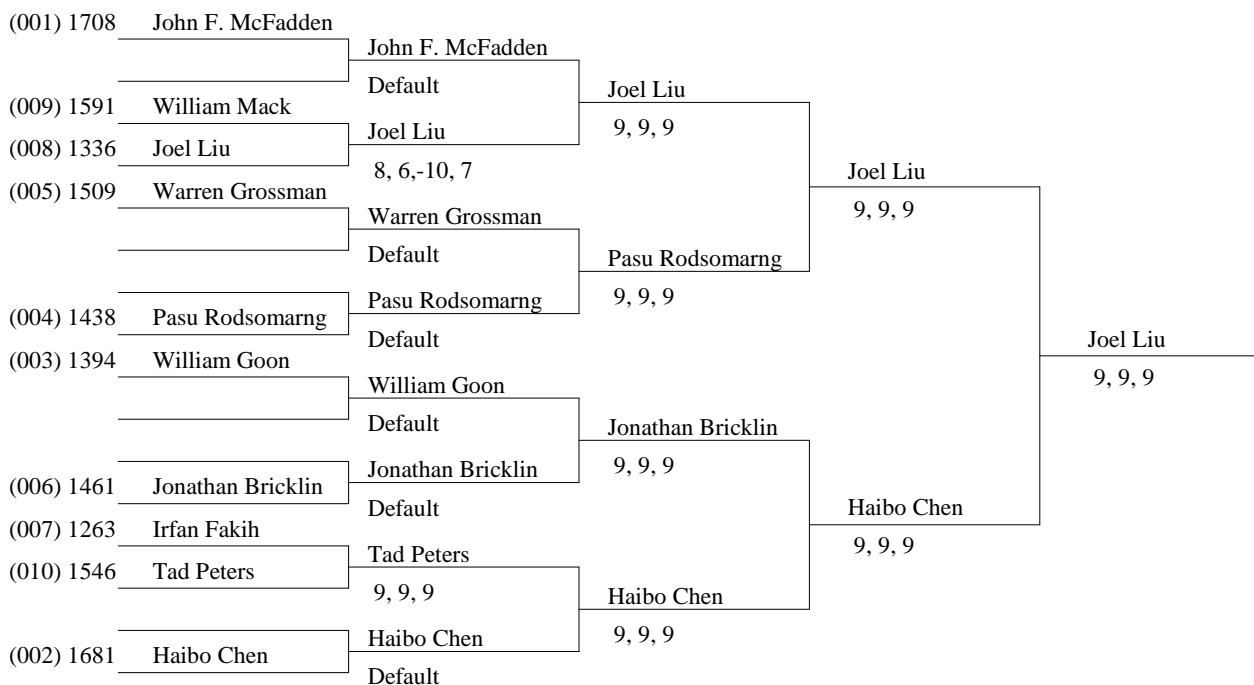 (001) 1708 John F. McFadden
John F. McFadden
Default
Joel Liu
9, 9, 9
(009) 1591 William Mack
Joel Liu
(008) 1336 Joel Liu
8, 6,-10, 7
Joel Liu
9, 9, 9
(005) 1509 Warren Grossman
Warren Grossman
Default
Pasu Rodsomarng
9, 9, 9
Pasu Rodsomarng
(004) 1438 Pasu Rodsomarng
Default
Joel Liu
9, 9, 9
(003) 1394 William Goon
William Goon
Default
Jonathan Bricklin
9, 9, 9
Jonathan Bricklin
(006) 1461 Jonathan Bricklin
Default
Haibo Chen
9, 9, 9
(007) 1263 Irfan Fakih
Tad Peters
(010) 1546 Tad Peters
9, 9, 9
Haibo Chen
9, 9, 9
Haibo Chen
(002) 1681 Haibo Chen
Default